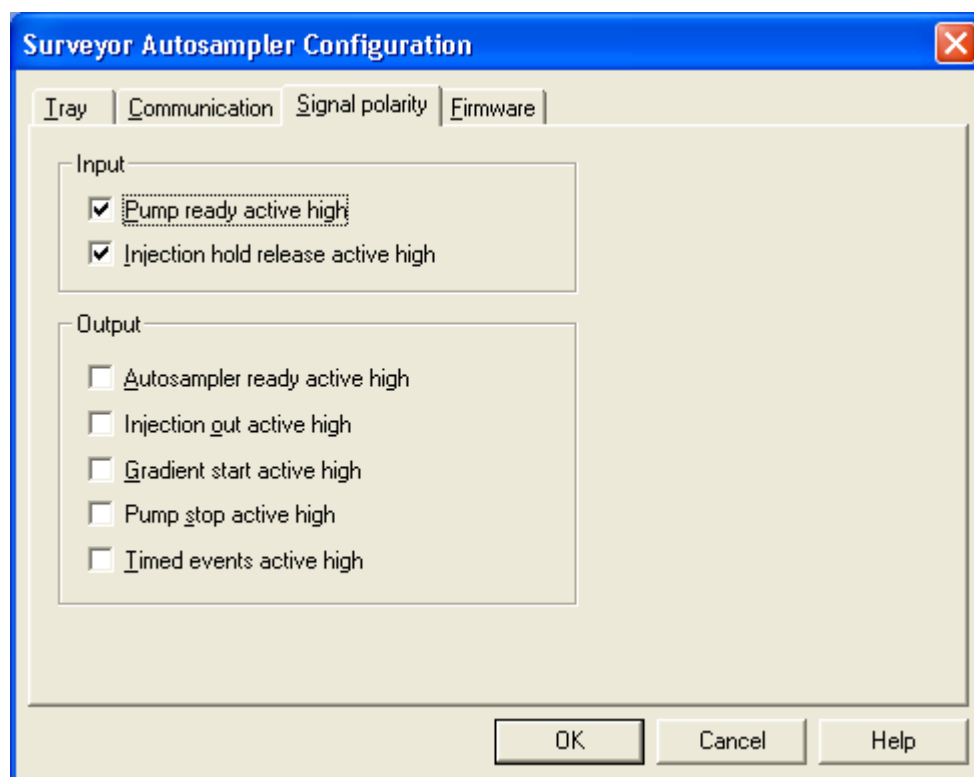 Surveyor Autosampler Configuration
Tray Communication Signal polarity Firmware
Input
Pump ready active high
Injection hold release active high
Output
Autosampler ready active high
Injection out active high
Gradient start active high
Pump stop active high
Timed events active high
OK Cancel Help